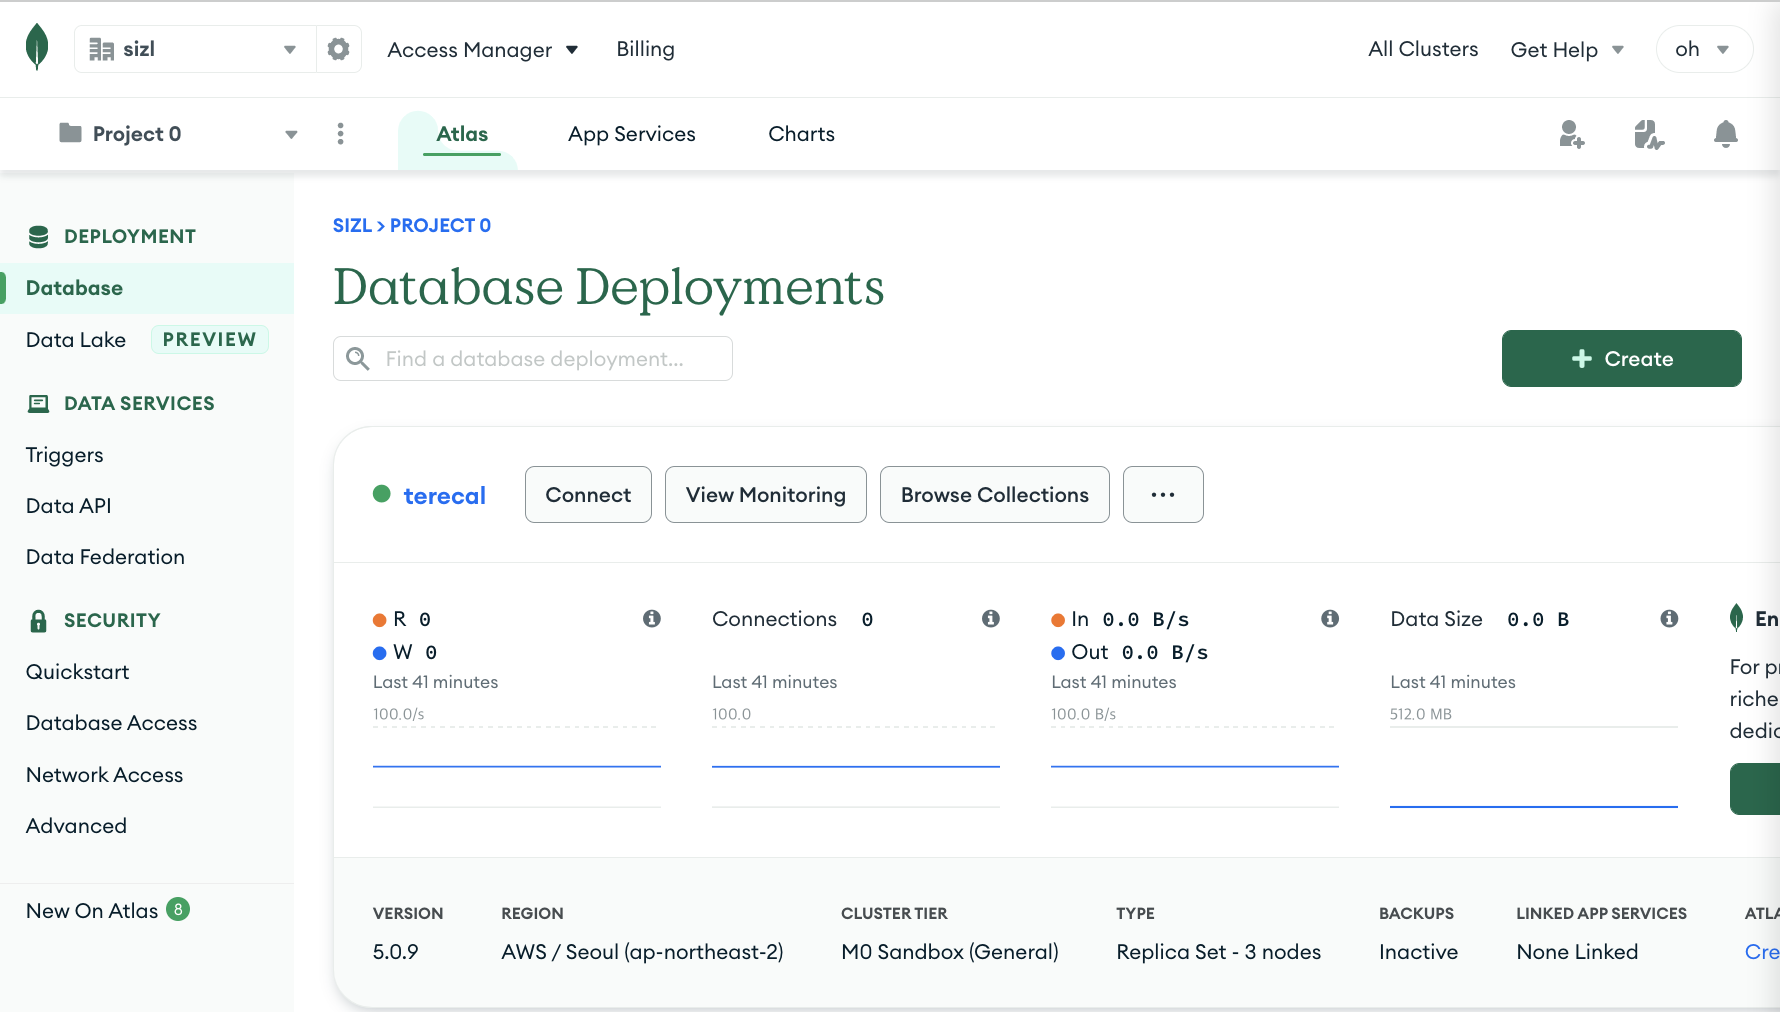 sizl
Access Manager
Billing
All Clusters
Get Help
oh
Project 0
Atlas
App Services
Charts
DEPLOYMENT
Database
Data Lake PREVIEW
DATA SERVICES
Triggers
Data API
Data Federation
SECURITY
Quickstart
Database Access
Network Access
Advanced
New On Atlas 8
SIZL > PROJECT 0
Database Deployments
Find a database deployment...
+ Create
terecal
Connect
View Monitoring
Browse Collections
...
R 0
W 0
Last 41 minutes
100.0/s
Connections 0
Last 41 minutes
100.0
In 0.0 B/s
Out 0.0 B/s
Last 41 minutes
100.0 B/s
Data Size 0.0 B
Last 41 minutes
512.0 MB
En
For p
riche
dedic
VERSION
5.0.9
REGION
AWS / Seoul (ap-northeast-2)
CLUSTER TIER
M0 Sandbox (General)
TYPE
Replica Set - 3 nodes
BACKUPS
Inactive
LINKED APP SERVICES
None Linked
ATLA
Cre